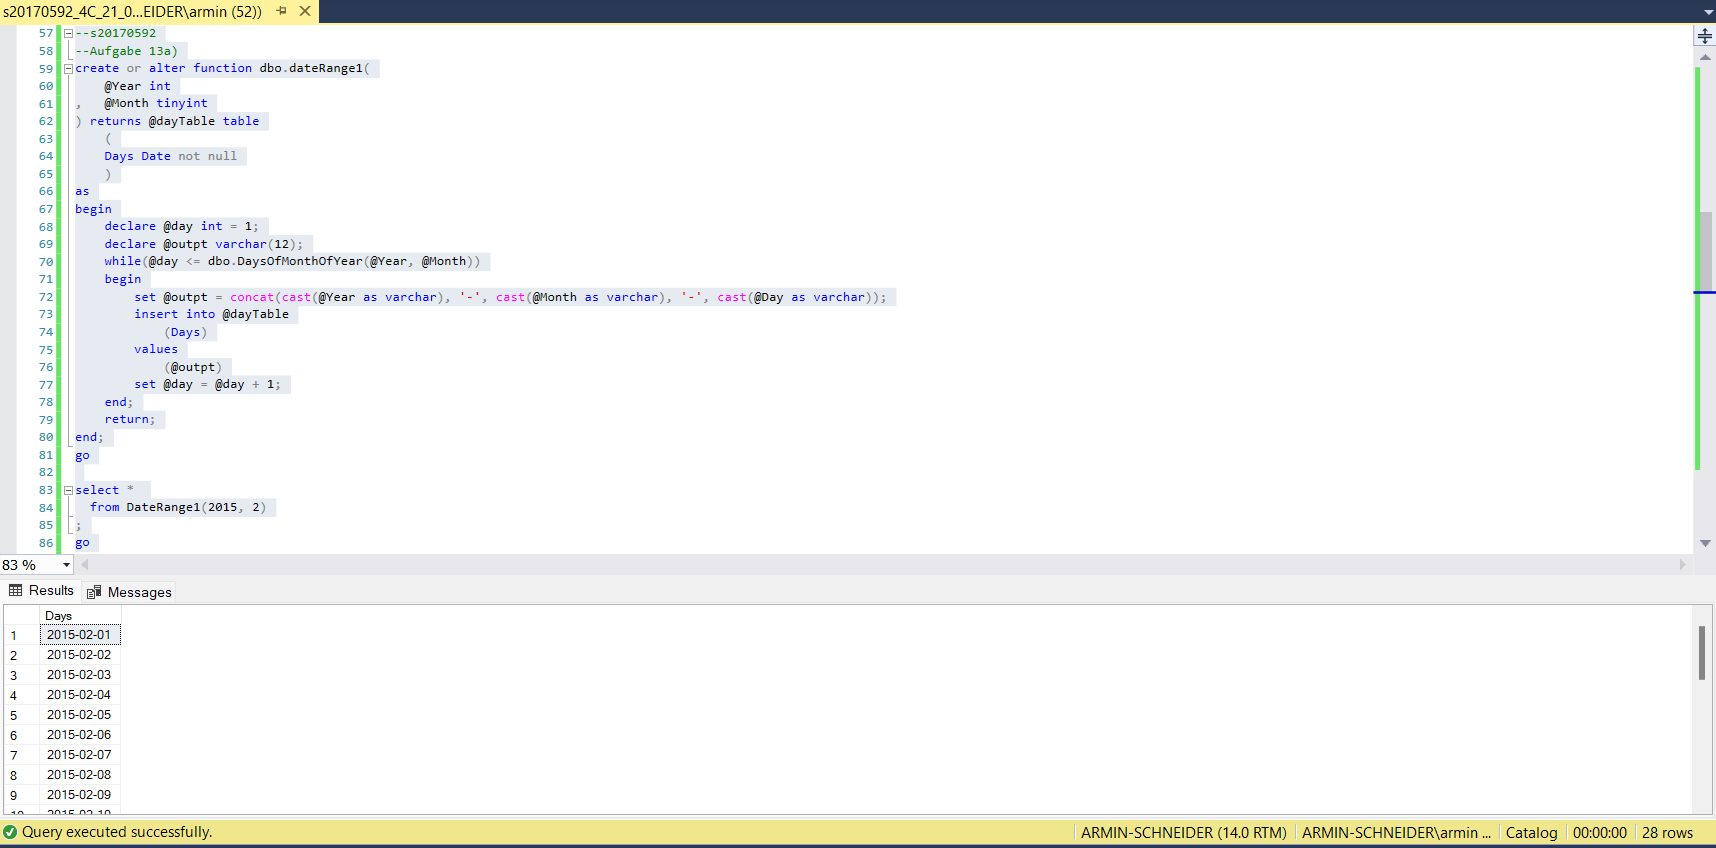 s20170592_4C_21_0...EIDER\armin (52))
57 --s20170592
58 --Aufgabe 13a)
59 create or alter function dbo.dateRange1(
60     @Year int
61 ,   @Month tinyint
62 ) returns @dayTable table
63     (
64     Days Date not null
65     )
66 as
67 begin
68     declare @day int = 1;
69     declare @outpt varchar(12);
70     while(@day <= dbo.DaysOfMonthOfYear(@Year, @Month))
71     begin
72         set @outpt = concat(cast(@Year as varchar), '-', cast(@Month as varchar), '-', cast(@Day as varchar));
73         insert into @dayTable
74             (Days)
75         values
76             (@outpt)
77         set @day = @day + 1;
78     end;
79     return;
80 end;
81 go
82
83 select *
84   from DateRange1(2015, 2)
85 ;
86 go
83 %
Results Messages
Days
1 2015-02-01
2 2015-02-02
3 2015-02-03
4 2015-02-04
5 2015-02-05
6 2015-02-06
7 2015-02-07
8 2015-02-08
9 2015-02-09
10 2015-02-10
Query executed successfully. ARMIN-SCHNEIDER (14.0 RTM) ARMIN-SCHNEIDER\armin ... Catalog 00:00:00 28 rows